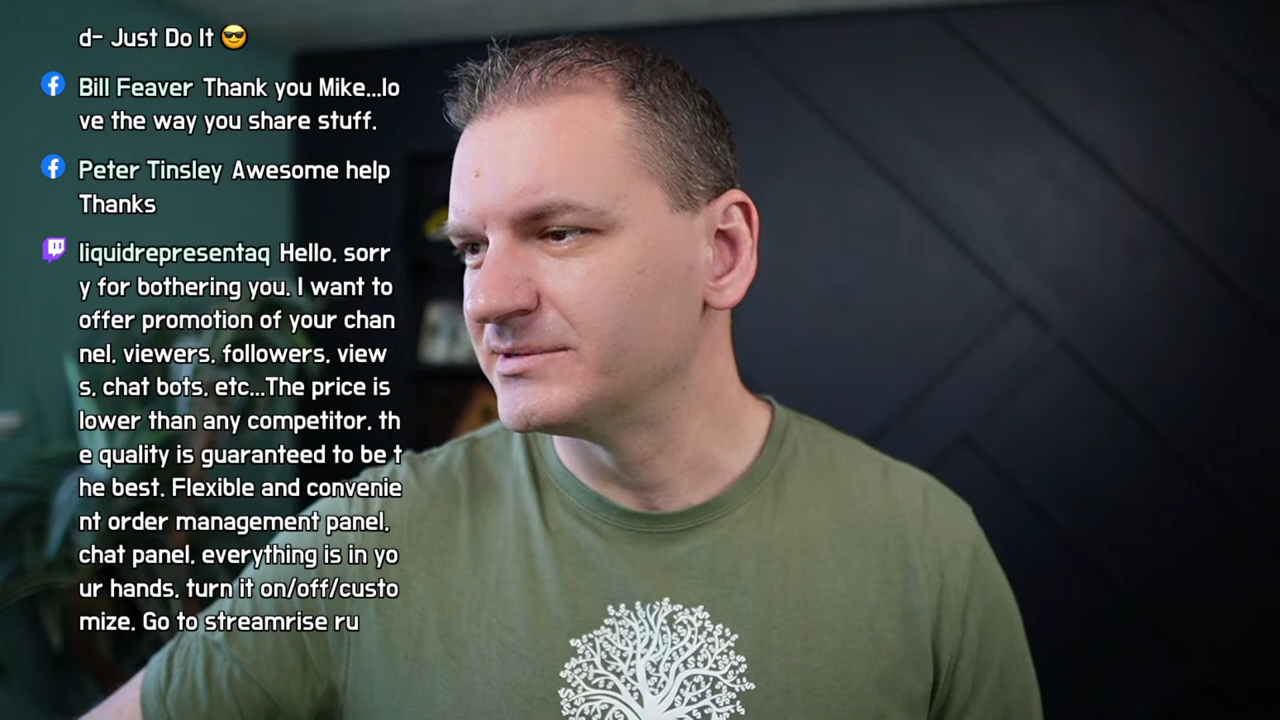 d- Just Do It 😎
Bill Feaver Thank you Mike...lo
ve the way you share stuff.
Peter Tinsley Awesome help
Thanks
liquidrepresentaq Hello, sorr
y for bothering you. I want to
offer promotion of your chan
nel, viewers, followers, view
s, chat bots, etc...The price is
lower than any competitor, th
e quality is guaranteed to be t
he best. Flexible and convenie
nt order management panel,
chat panel, everything is in yo
ur hands, turn it on/off/custo
mize. Go to streamrise ru